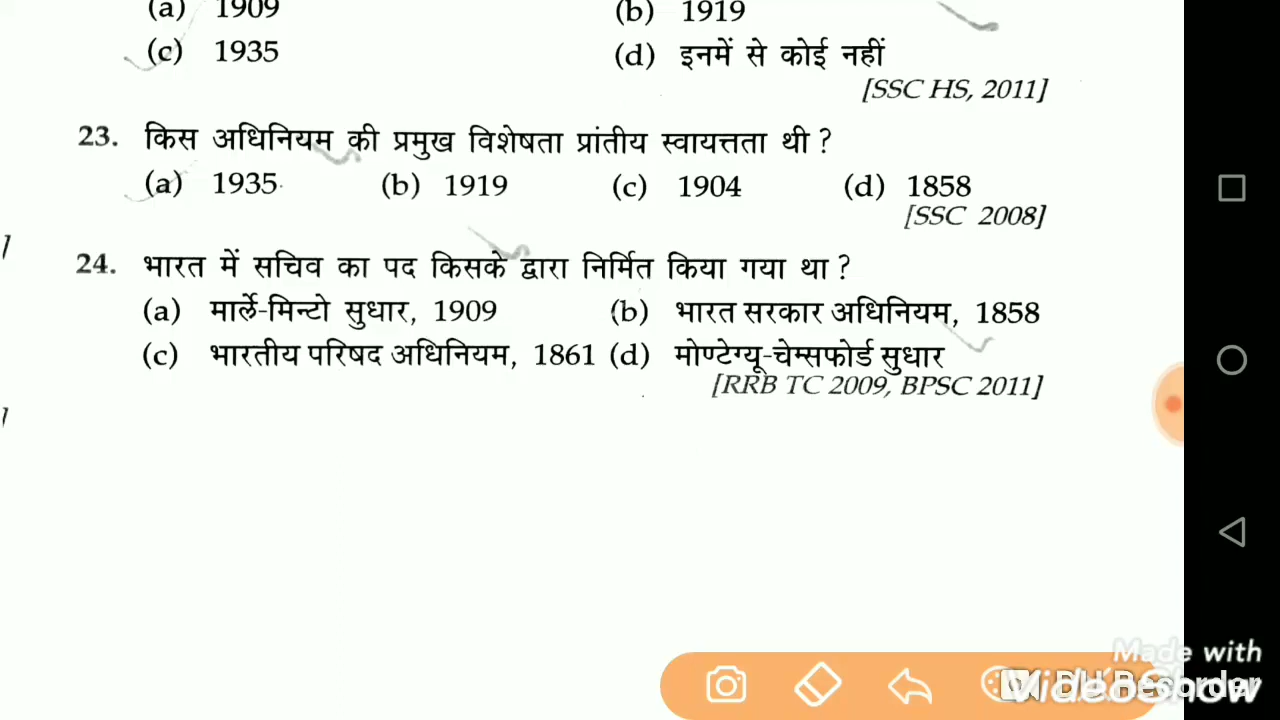 (a) 1909 (b) 1919
(c) 1935 (d) इनमें से कोई नहीं
[SSC HS, 2011]
23. किस अधिनियम की प्रमुख विशेषता प्रांतीय स्वायत्तता थी ?
(a) 1935 (b) 1919 (c) 1904 (d) 1858
[SSC 2008]
24. भारत में सचिव का पद किसके द्वारा निर्मित किया गया था ?
(a) मार्ले-मिन्टो सुधार, 1909 (b) भारत सरकार अधिनियम, 1858
(c) भारतीय परिषद अधिनियम, 1861 (d) मोण्टेग्यू-चेम्सफोर्ड सुधार
[RRB TC 2009, BPSC 2011]
]
]
Made with
VideoShow